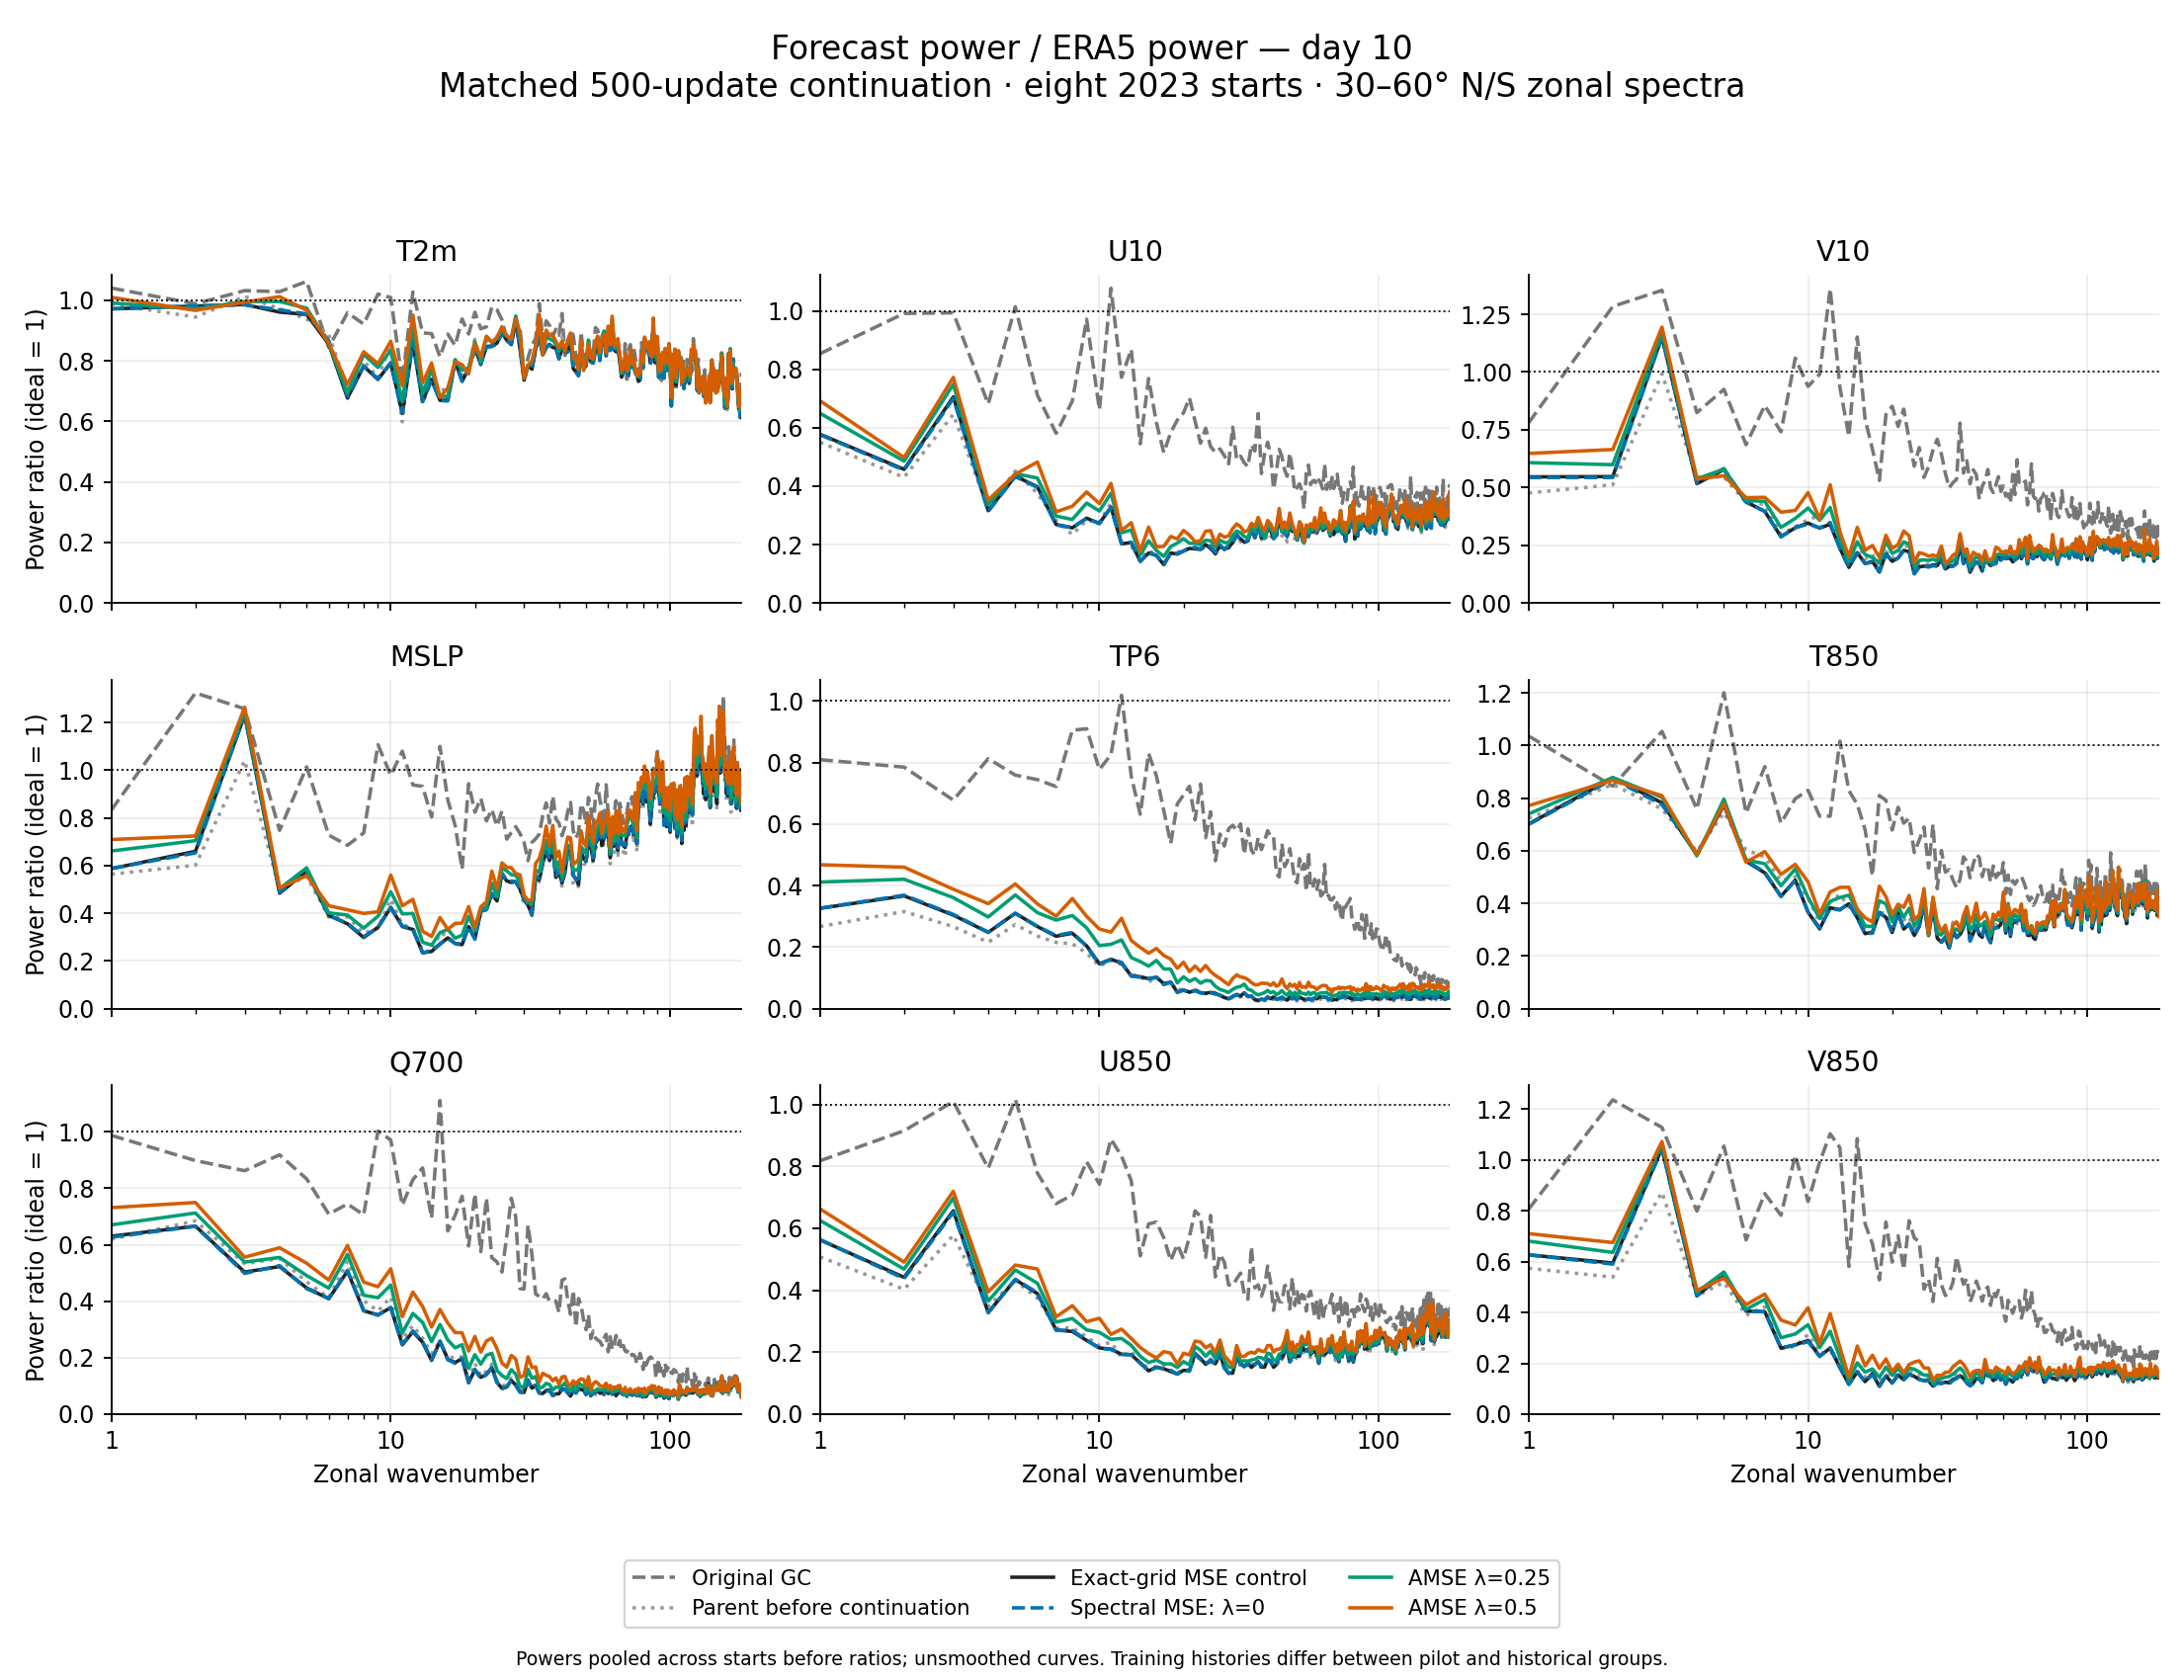 Forecast power / ERA5 power — day 10
Matched 500-update continuation · eight 2023 starts · 30–60° N/S zonal spectra
T2m
U10
V10
Power ratio (ideal = 1)
1.0
0.8
0.6
0.4
0.2
0.0
1.0
0.8
0.6
0.4
0.2
0.0
1.25
1.00
0.75
0.50
0.25
0.00
MSLP
TP6
T850
Power ratio (ideal = 1)
1.2
1.0
0.8
0.6
0.4
0.2
0.0
1.0
0.8
0.6
0.4
0.2
0.0
1.2
1.0
0.8
0.6
0.4
0.2
0.0
Q700
U850
V850
Power ratio (ideal = 1)
1.0
0.8
0.6
0.4
0.2
0.0
1.0
0.8
0.6
0.4
0.2
0.0
1.2
1.0
0.8
0.6
0.4
0.2
0.0
1 10 100
1 10 100
1 10 100
Zonal wavenumber
Zonal wavenumber
Zonal wavenumber
Original GC
Parent before continuation
Exact-grid MSE control
Spectral MSE: λ=0
AMSE λ=0.25
AMSE λ=0.5
Powers pooled across starts before ratios; unsmoothed curves. Training histories differ between pilot and historical groups.